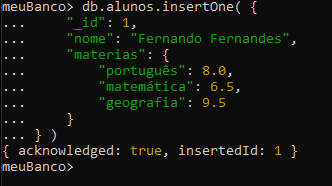 meuBanco> db.alunos.insertOne( {
...     "_id": 1,
...     "nome": "Fernando Fernandes",
...     "materias": {
...         "português": 8.0,
...         "matemática": 6.5,
...         "geografia": 9.5
...     }
... } )
{ acknowledged: true, insertedId: 1 }
meuBanco>